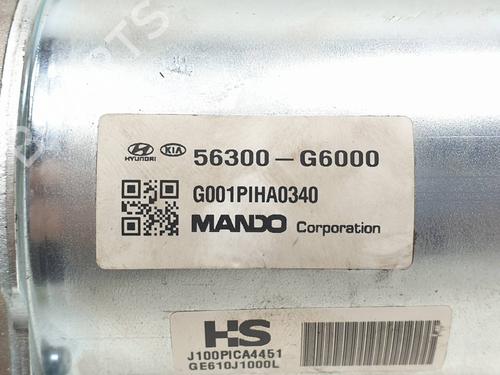 HYUNDAI KIA 56300-G6000
G001PIHA0340
MANDO Corporation
HS
J100PICA4451
GE610J1000L